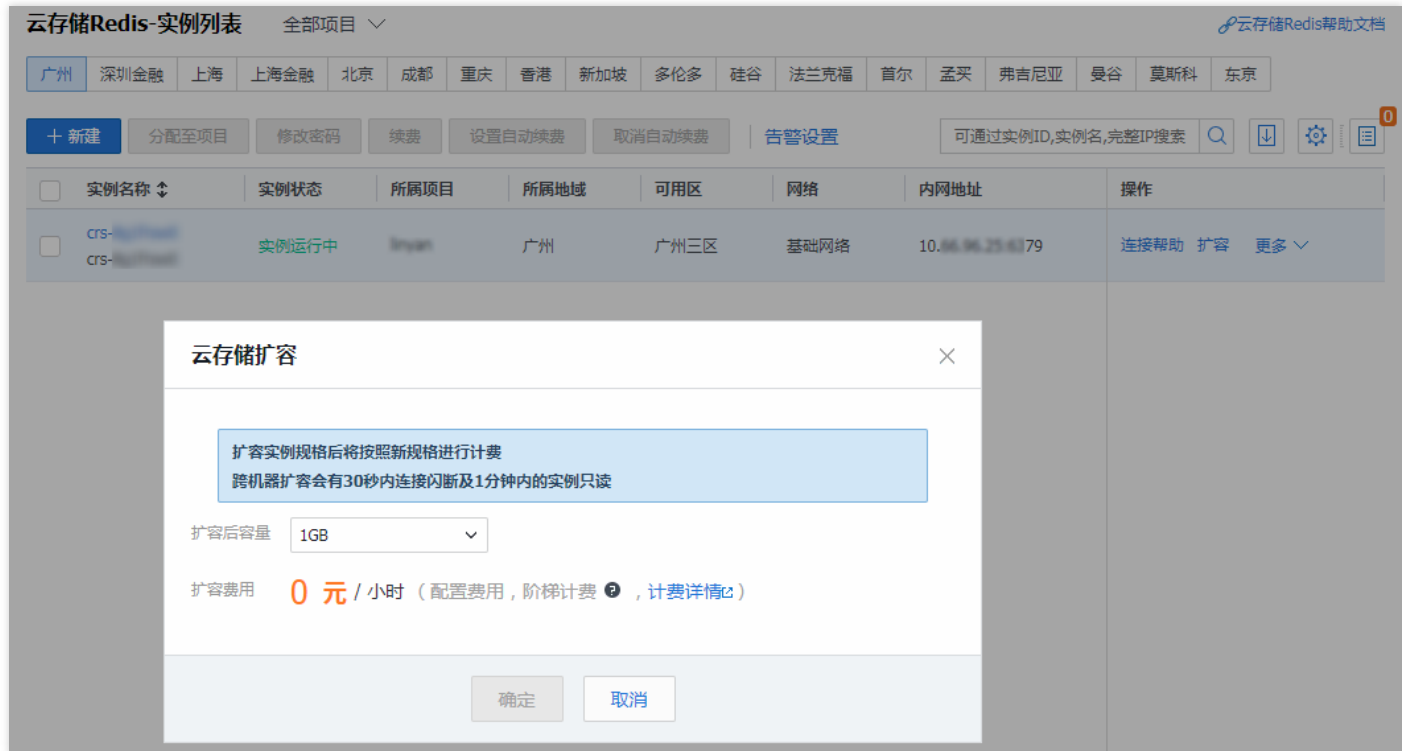 云存储Redis-实例列表 全部项目 云存储Redis帮助文档
广州 深圳金融 上海 上海金融 北京 成都 重庆 香港 新加坡 多伦多 硅谷 法兰克福 首尔 孟买 弗吉尼亚 曼谷 莫斯科 东京
+ 新建 分配至项目 修改密码 续费 设置自动续费 取消自动续费 告警设置 可通过实例ID,实例名,完整IP搜索 0
实例名称 实例状态 所属项目 所属地域 可用区 网络 内网地址 操作
crs-
crs-
实例运行中 广州 广州三区 基础网络 10. 79 连接帮助 扩容 更多
云存储扩容
扩容实例规格后将按照新规格进行计费
跨机器扩容会有30秒内连接闪断及1分钟内的实例只读
扩容后容量 1GB
扩容费用 0 元 / 小时 ( 配置费用 , 阶梯计费 ? , 计费详情 )
确定 取消